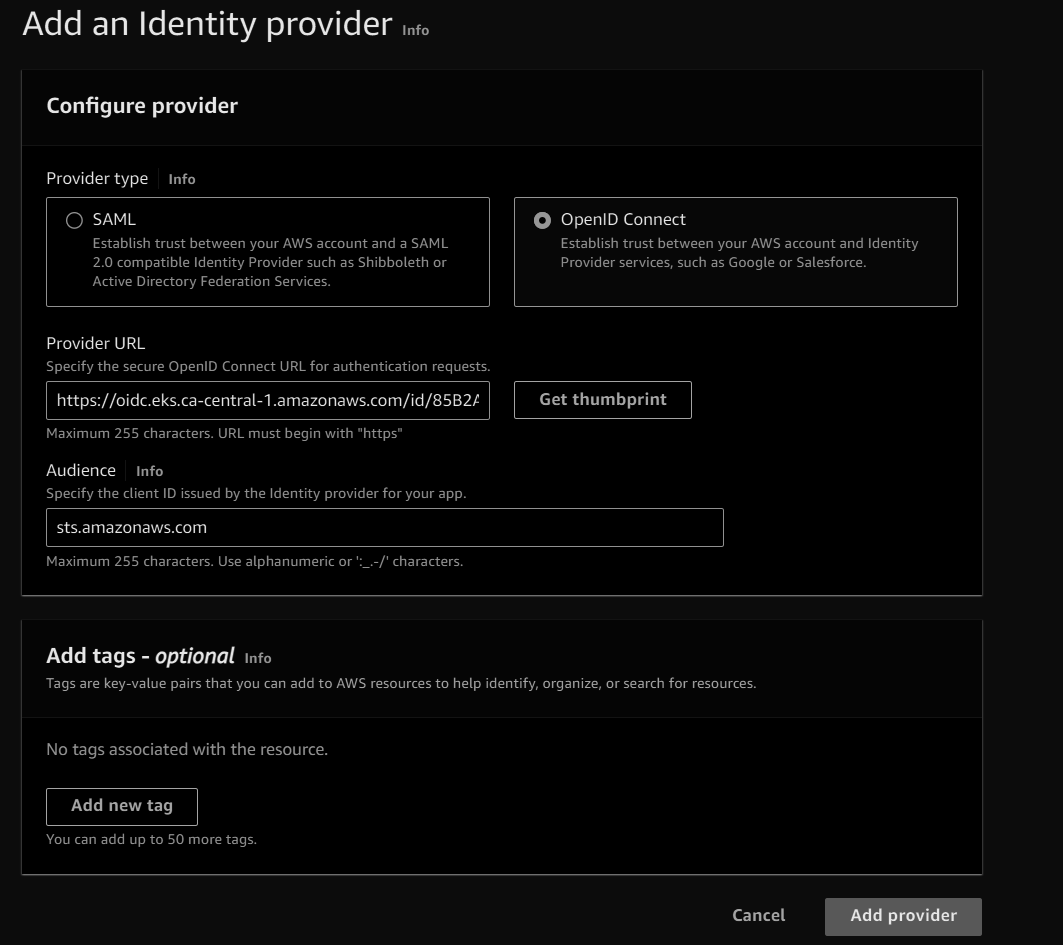 Add an Identity provider Info
Configure provider
Provider type Info
SAML
Establish trust between your AWS account and a SAML
2.0 compatible Identity Provider such as Shibboleth or
Active Directory Federation Services.
OpenID Connect
Establish trust between your AWS account and Identity
Provider services, such as Google or Salesforce.
Provider URL
Specify the secure OpenID Connect URL for authentication requests.
https://oidc.eks.ca-central-1.amazonaws.com/id/85B2A
Get thumbprint
Maximum 255 characters. URL must begin with "https"
Audience Info
Specify the client ID issued by the Identity provider for your app.
sts.amazonaws.com
Maximum 255 characters. Use alphanumeric or ':_.-/' characters.
Add tags - optional Info
Tags are key-value pairs that you can add to AWS resources to help identify, organize, or search for resources.
No tags associated with the resource.
Add new tag
You can add up to 50 more tags.
Cancel
Add provider